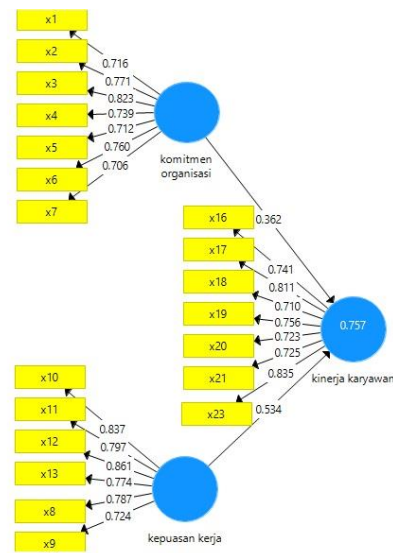 x1
x2
x3
x4
x5
x6
x7
0.716
0.771
0.823
0.739
0.712
0.760
0.706
komitmen
organisasi
0.362
x16
x17
x18
x19
x20
x21
x23
0.741
0.811
0.710
0.756
0.723
0.725
0.835
0.757
kinerja karyawan
0.534
x10
x11
x12
x13
x8
x9
0.837
0.797
0.861
0.774
0.787
0.724
kepuasan kerja